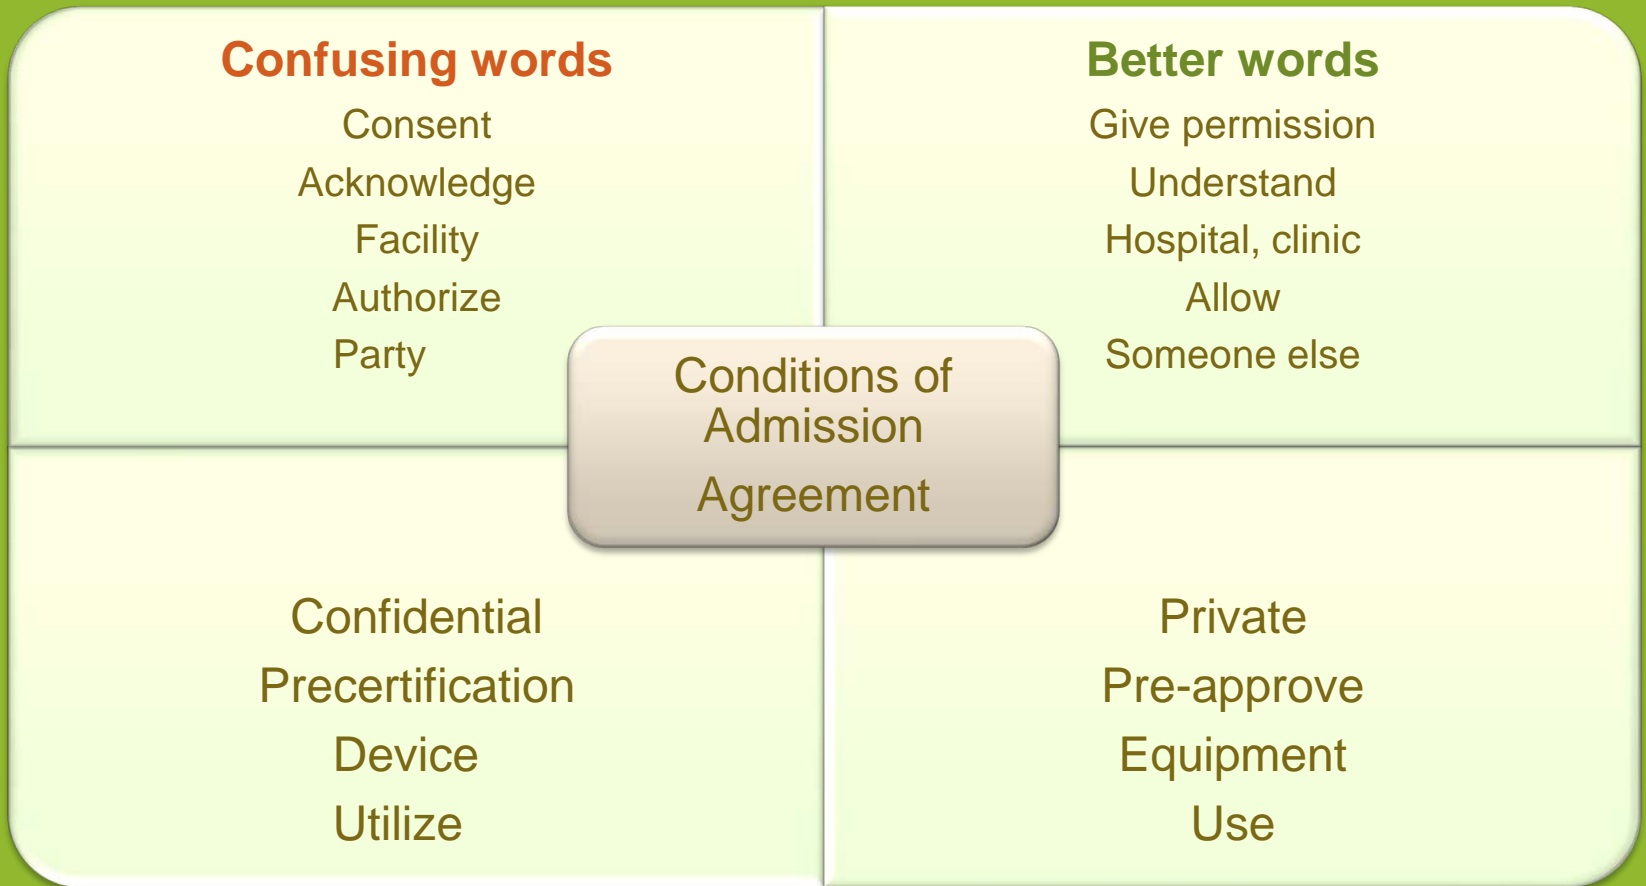 Confusing words
Consent
Acknowledge
Facility
Authorize
Party
Better words
Give permission
Understand
Hospital, clinic
Allow
Someone else
Conditions of
Admission
Agreement
Confidential
Precertification
Device
Utilize
Private
Pre-approve
Equipment
Use